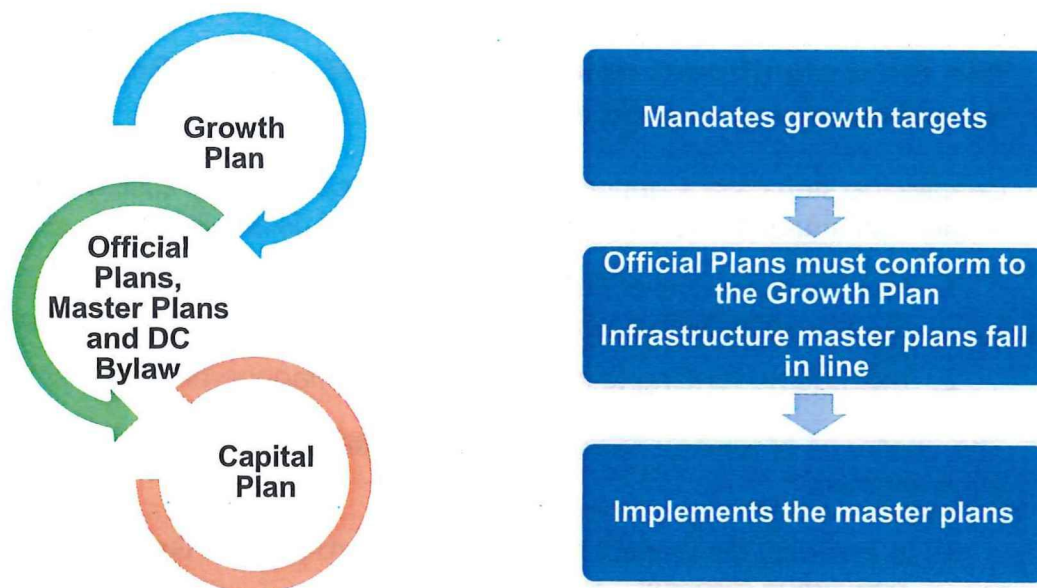 Growth
Plan
Official
Plans,
Master Plans
and DC
Bylaw
Capital
Plan
Mandates growth targets
Official Plans must conform to
the Growth Plan
Infrastructure master plans fall
in line
Implements the master plans